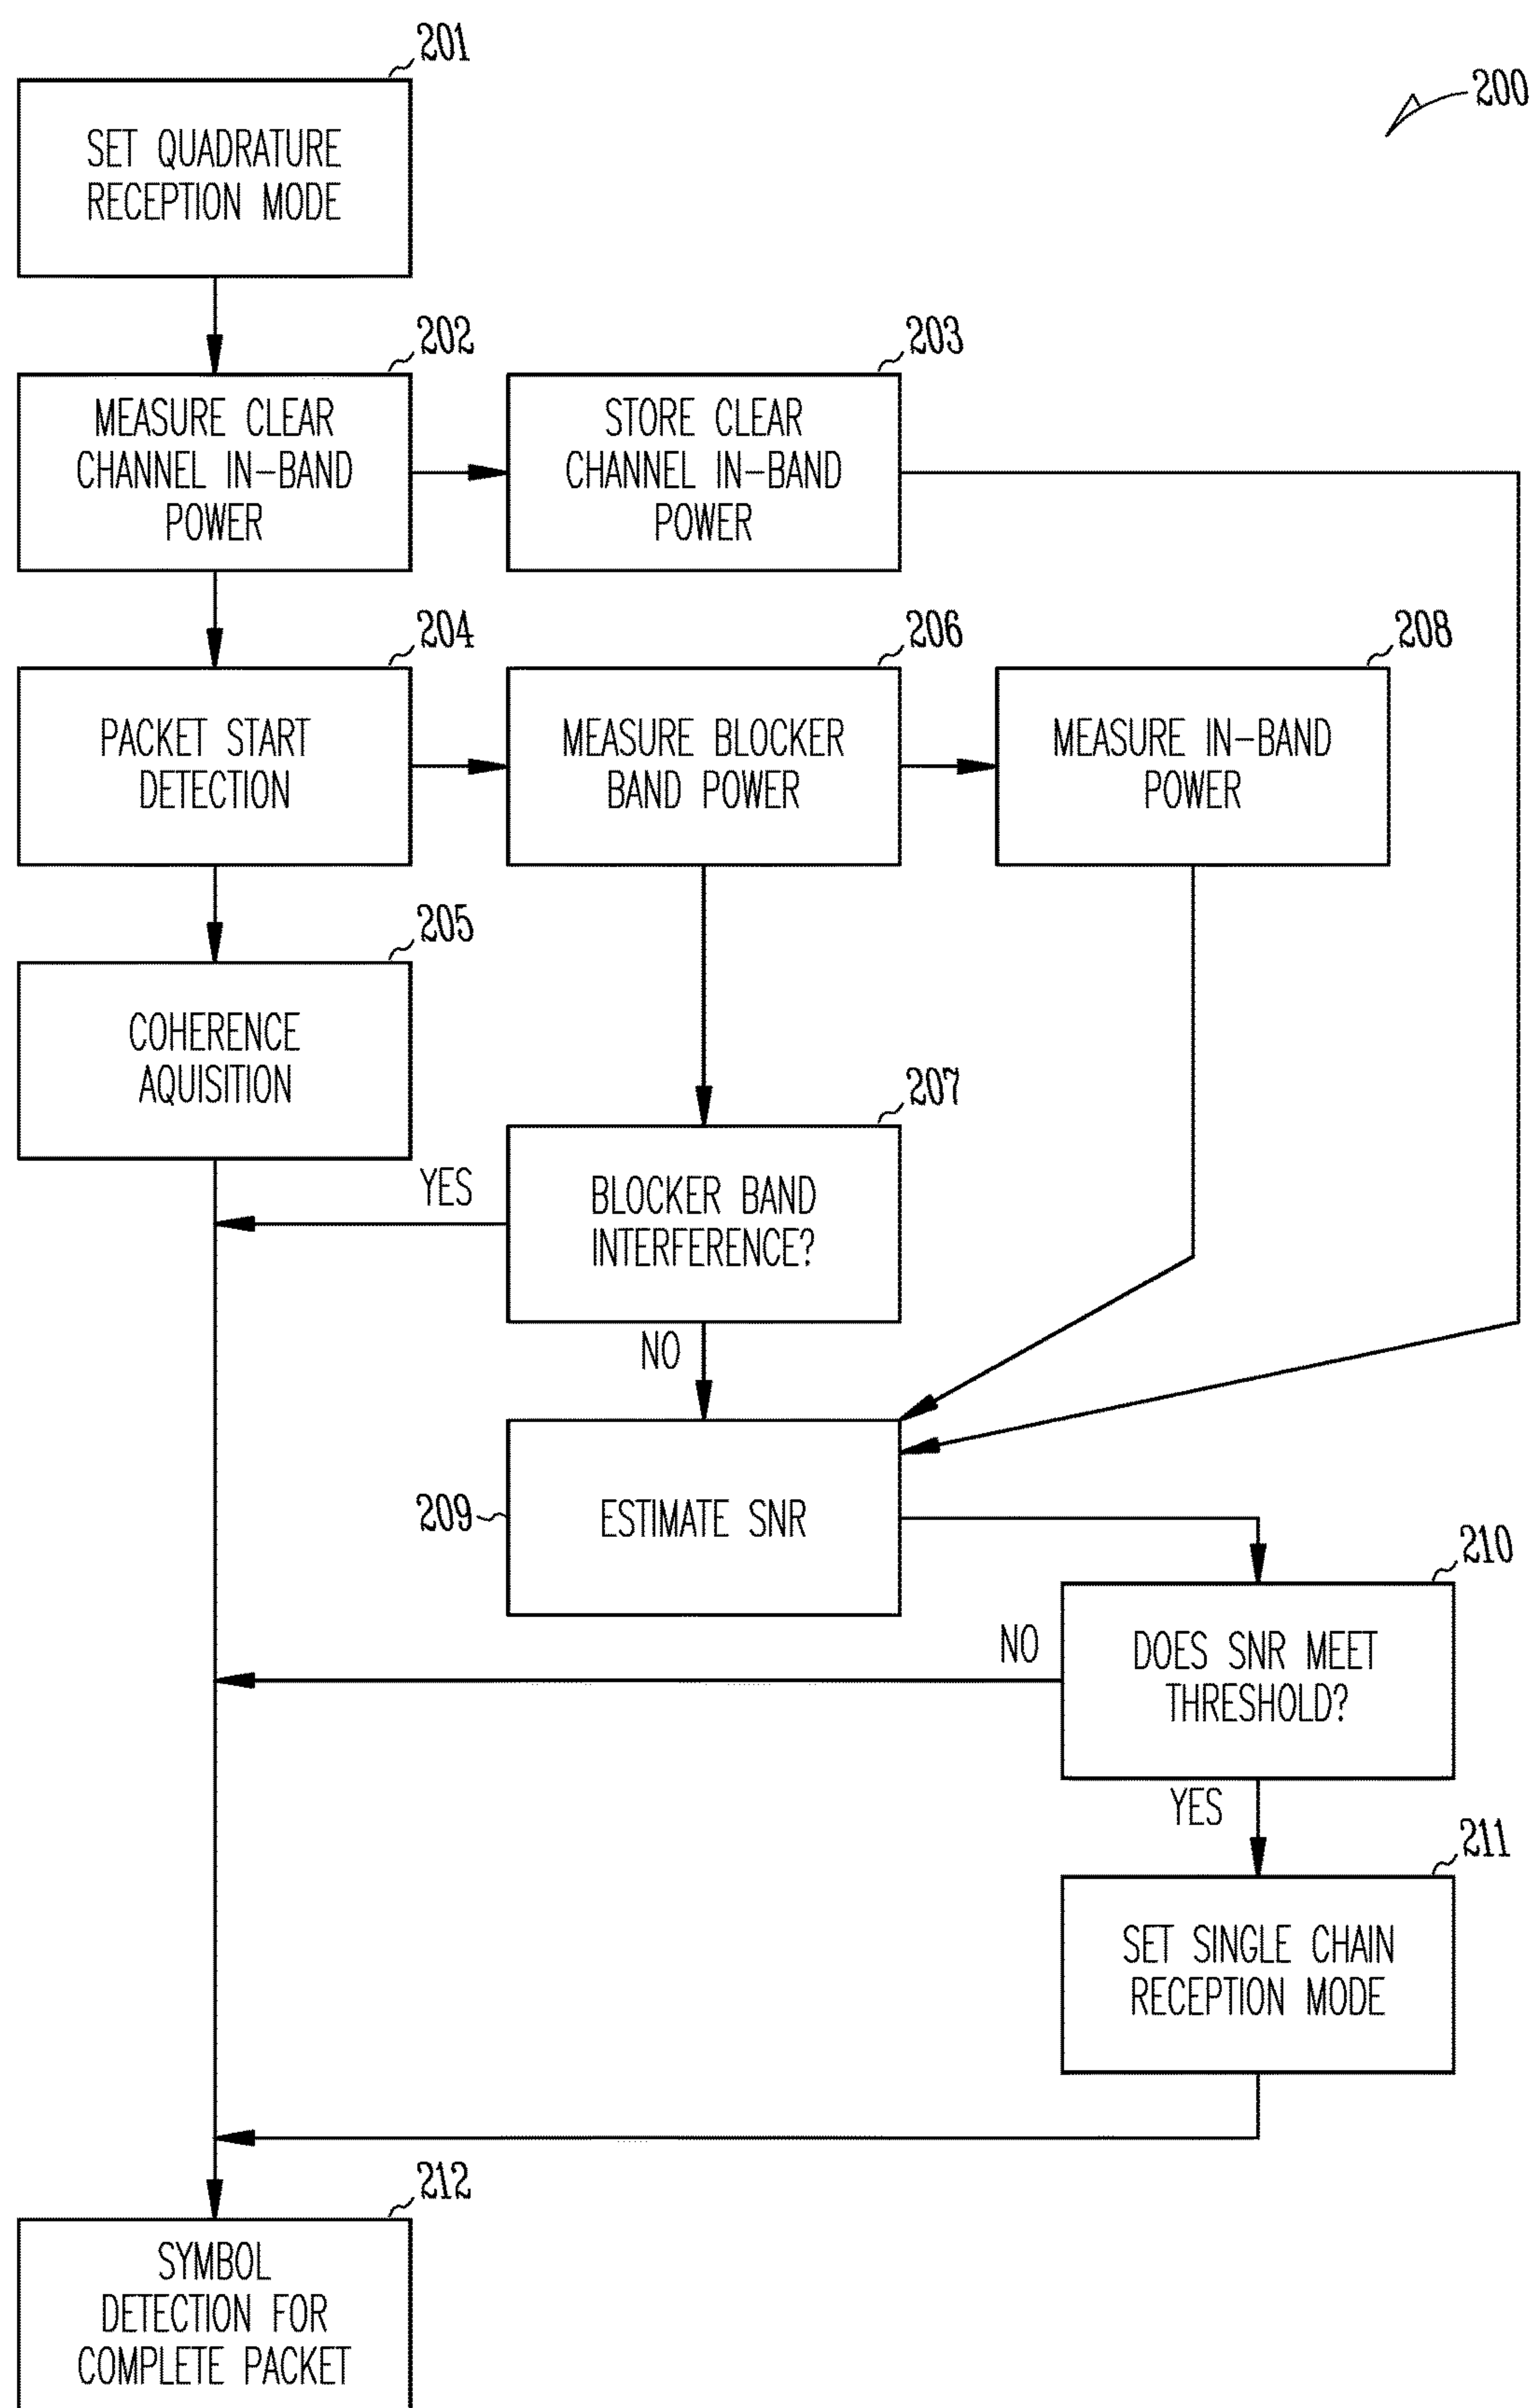 201
200
SET QUADRATURE
RECEPTION MODE
202
203
MEASURE CLEAR
CHANNEL IN-BAND
POWER
STORE CLEAR
CHANNEL IN-BAND
POWER
204
206
208
PACKET START
DETECTION
MEASURE BLOCKER
BAND POWER
MEASURE IN-BAND
POWER
205
COHERENCE
AQUISITION
207
YES
BLOCKER BAND
INTERFERENCE?
NO
209
ESTIMATE SNR
210
NO
DOES SNR MEET
THRESHOLD?
YES
211
SET SINGLE CHAIN
RECEPTION MODE
212
SYMBOL
DETECTION FOR
COMPLETE PACKET